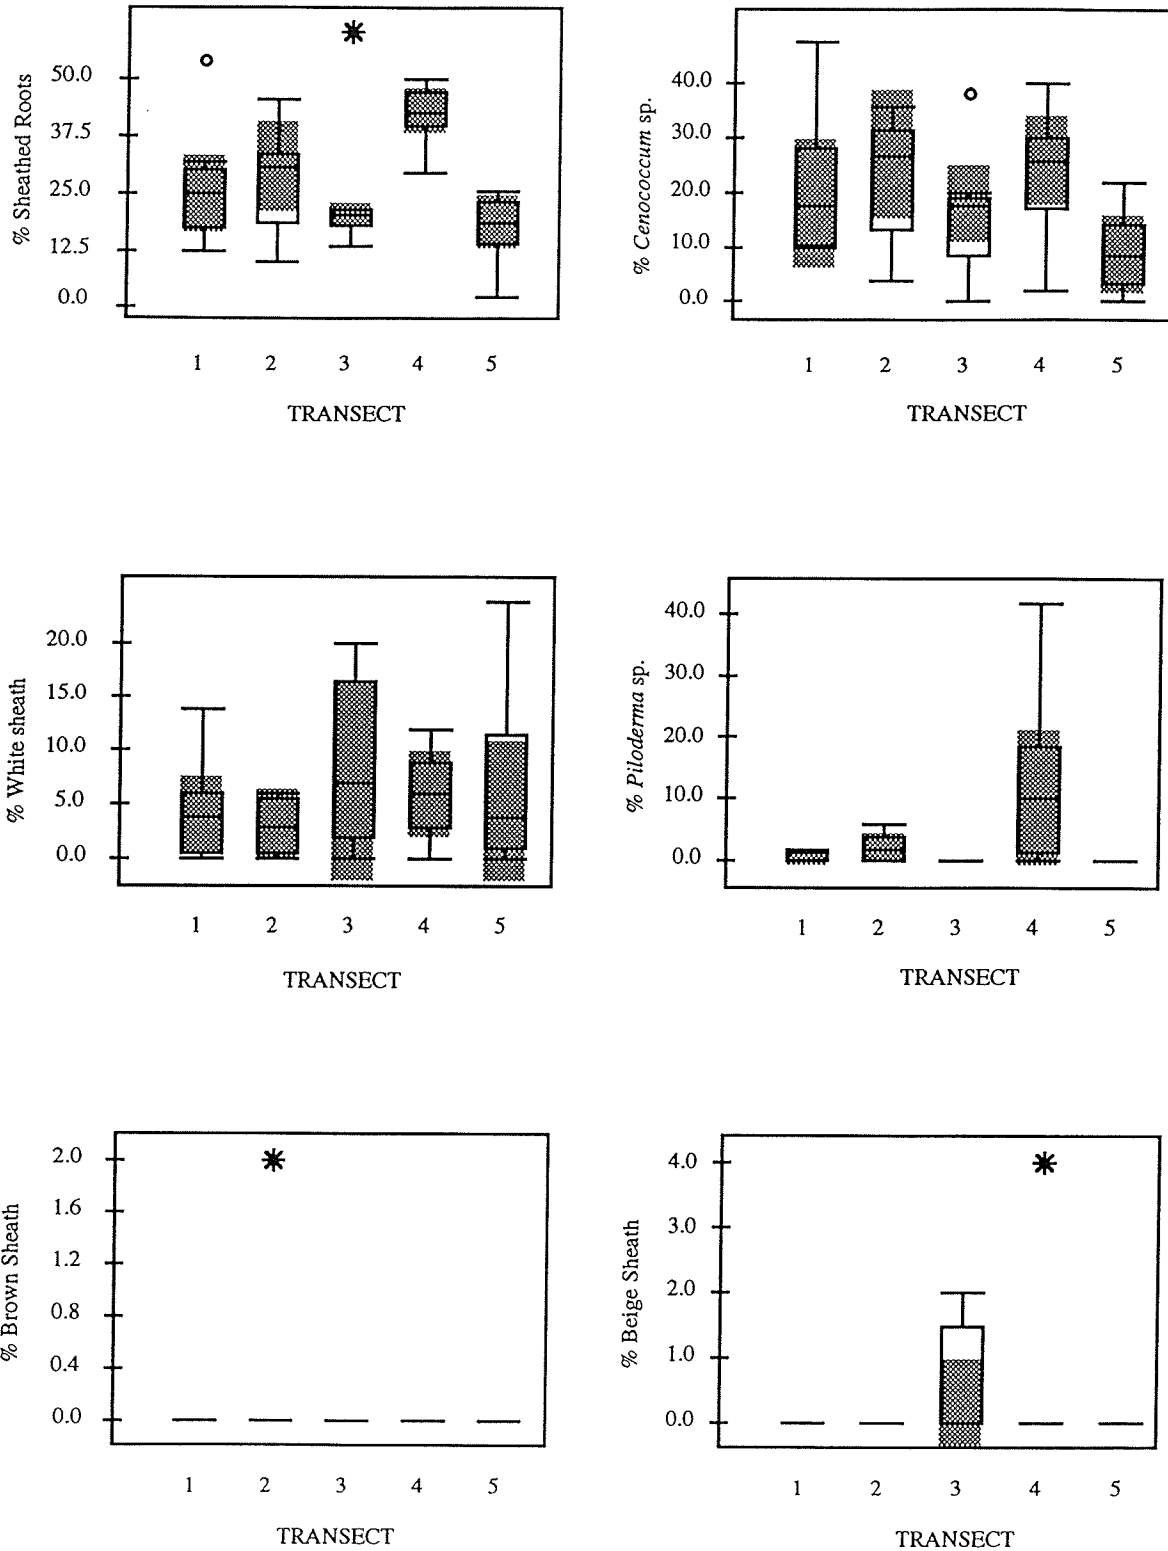 % Sheathed Roots
50.0
37.5
25.0
12.5
0.0
1 2 3 4 5
TRANSECT
% Cenococcum sp.
40.0
30.0
20.0
10.0
0.0
1 2 3 4 5
TRANSECT
% White sheath
20.0
15.0
10.0
5.0
0.0
1 2 3 4 5
TRANSECT
% Piloderma sp.
40.0
30.0
20.0
10.0
0.0
1 2 3 4 5
TRANSECT
% Brown Sheath
2.0
1.6
1.2
0.8
0.4
0.0
1 2 3 4 5
TRANSECT
% Beige Sheath
4.0
3.0
2.0
1.0
0.0
1 2 3 4 5
TRANSECT